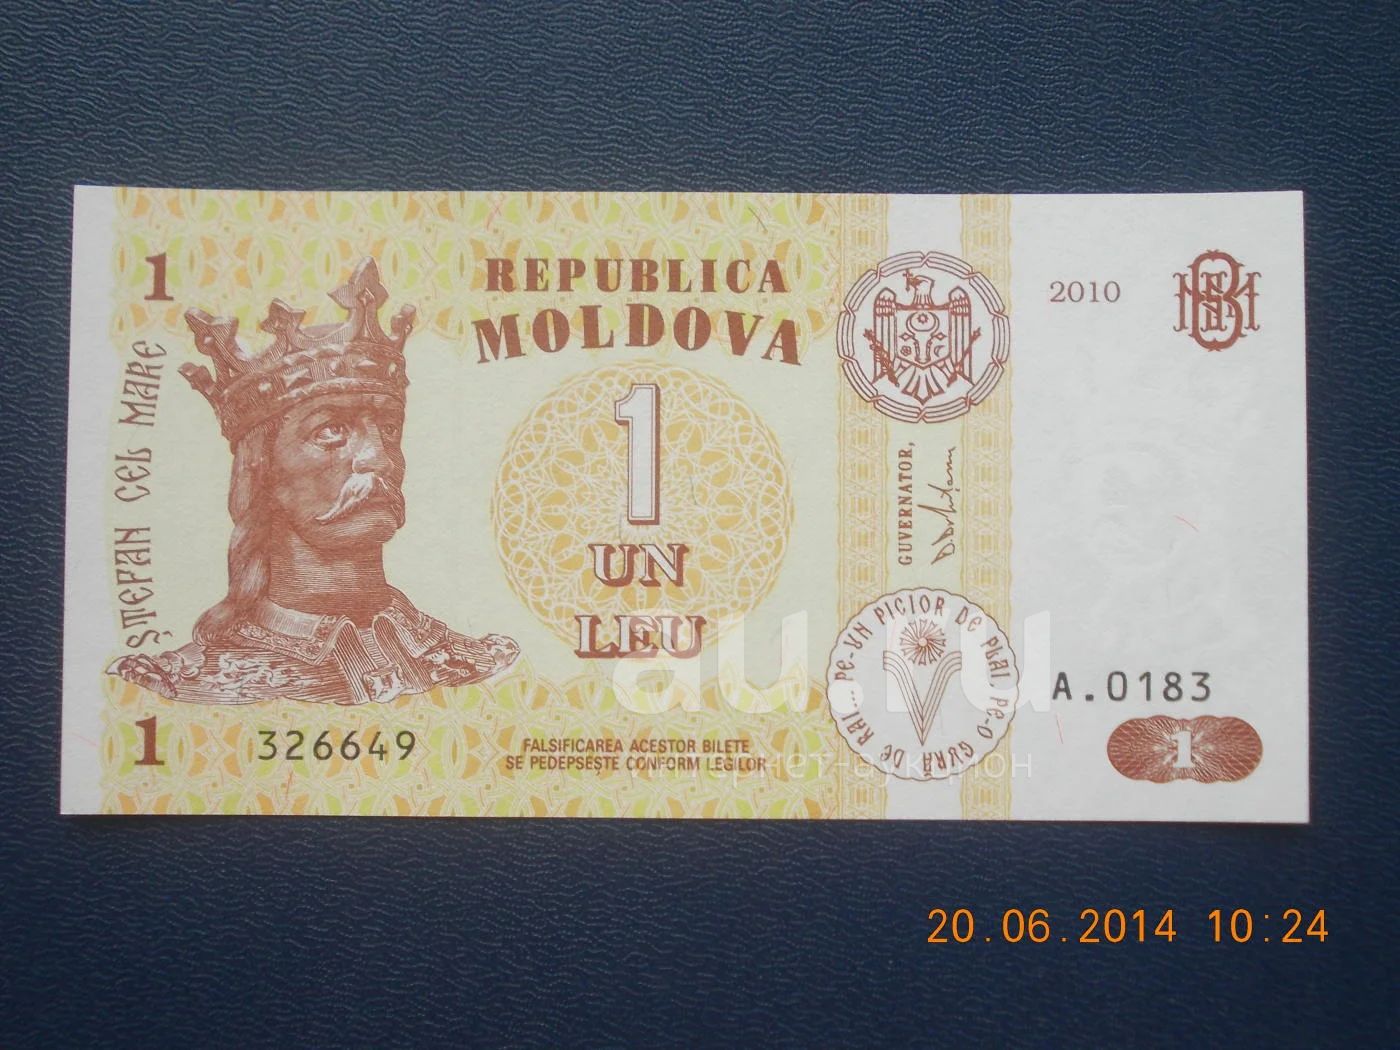 1
REPUBLICA
MOLDOVA
2010
ȘTEFAN CEL MARE
1
UN
LEU
GUVERNATOR,
PE-UN PICIOR DE PLAI, PE-O GURĂ DE RAI...
A.0183
1
1
326649
FALSIFICAREA ACESTOR BILETE
SE PEDEPSEȘTE CONFORM LEGILOR
au.ru
интернет-аукцион
20.06.2014 10:24